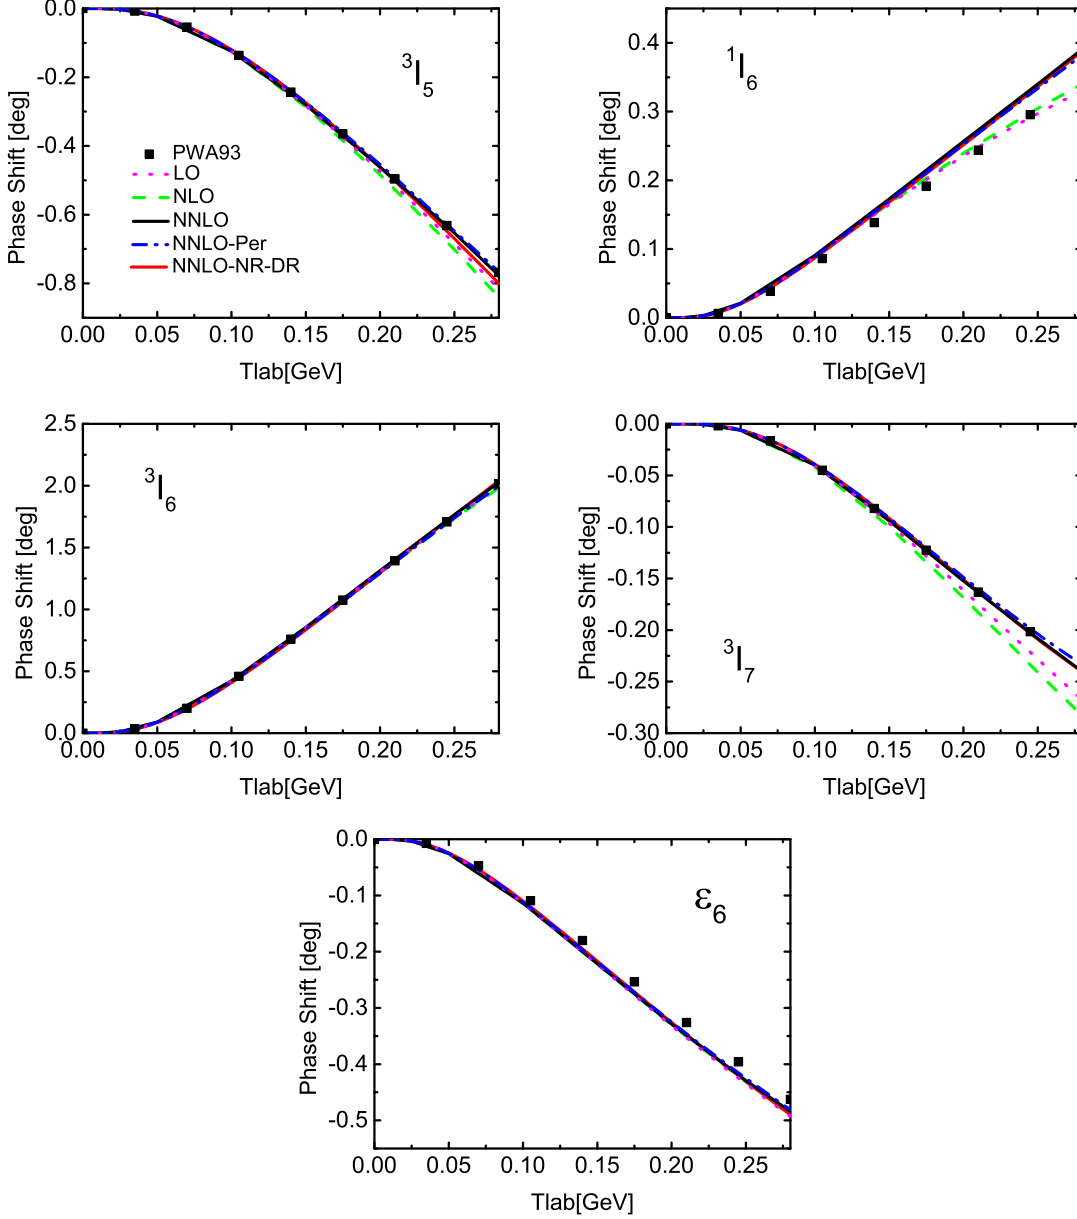 0.0
-0.2
-0.4
-0.6
-0.8
Phase Shift [deg]
³I₅
PWA93
LO
NLO
NNLO
NNLO-Per
NNLO-NR-DR
0.00 0.05 0.10 0.15 0.20 0.25
Tlab[GeV]
0.4
0.3
0.2
0.1
0.0
Phase Shift [deg]
¹I₆
0.00 0.05 0.10 0.15 0.20 0.25
Tlab[GeV]
2.5
2.0
1.5
1.0
0.5
0.0
Phase Shift [deg]
³I₆
0.00 0.05 0.10 0.15 0.20 0.25
Tlab[GeV]
0.00
-0.05
-0.10
-0.15
-0.20
-0.25
-0.30
Phase Shift [deg]
³I₇
0.00 0.05 0.10 0.15 0.20 0.25
Tlab[GeV]
0.0
-0.1
-0.2
-0.3
-0.4
-0.5
Phase Shift [deg]
ε₆
0.00 0.05 0.10 0.15 0.20 0.25
Tlab[GeV]